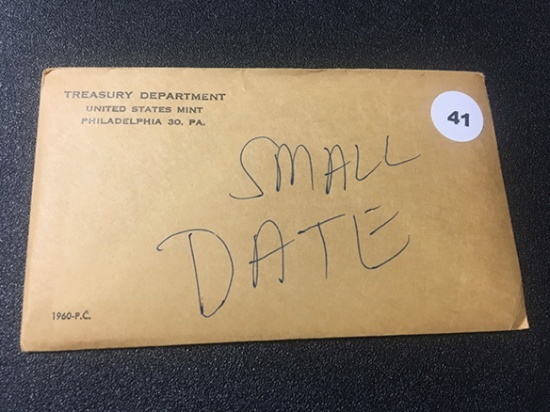 TREASURY DEPARTMENT
UNITED STATES MINT
PHILADELPHIA 30. PA.
41
SMALL
DATE
1960-P.C.